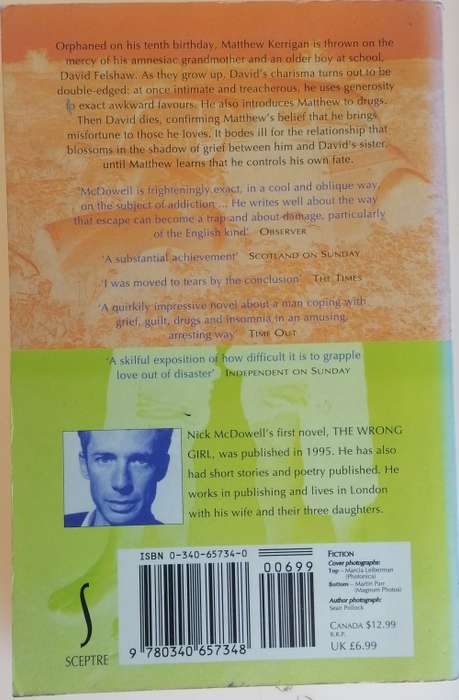 Orphaned on his tenth birthday, Matthew Kerrigan is thrown on the
mercy of his amnesiac grandmother and an older boy at school,
David Felshaw. As they grow up, David's charisma turns out to be
double-edged: at once intimate and treacherous, he uses generosity
to exact awkward favours. He also introduces Matthew to drugs.
Then David dies, confirming Matthew's belief that he brings
misfortune to those he loves. It bodes ill for the relationship that
blossoms in the shadow of grief between him and David's sister,
until Matthew learns that he controls his own fate.
'McDowell is frighteningly exact, in a cool and oblique way,
on the subject of addiction ... He writes well about the way
that escape can become a trap and about damage, particularly
of the English kind' OBSERVER
'A substantial achievement' SCOTLAND ON SUNDAY
'I was moved to tears by the conclusion' THE TIMES
'A quirkily impressive novel about a man coping with
grief, guilt, drugs and insomnia in an amusing,
arresting way' TIME OUT
'A skilful exposition of how difficult it is to grapple
love out of disaster' INDEPENDENT ON SUNDAY
Nick McDowell's first novel, THE WRONG
GIRL, was published in 1995. He has also
had short stories and poetry published. He
works in publishing and lives in London
with his wife and their three daughters.
ISBN 0-340-65734-0
00699
9 780340 657348
FICTION
Cover photographs:
Top – Marcia Lieberman
(Photonica)
Bottom – Martin Parr
(Magnum Photos)
Author photograph:
Sean Pollock
CANADA $12.99
R.R.P.
UK £6.99
S
SCEPTRE